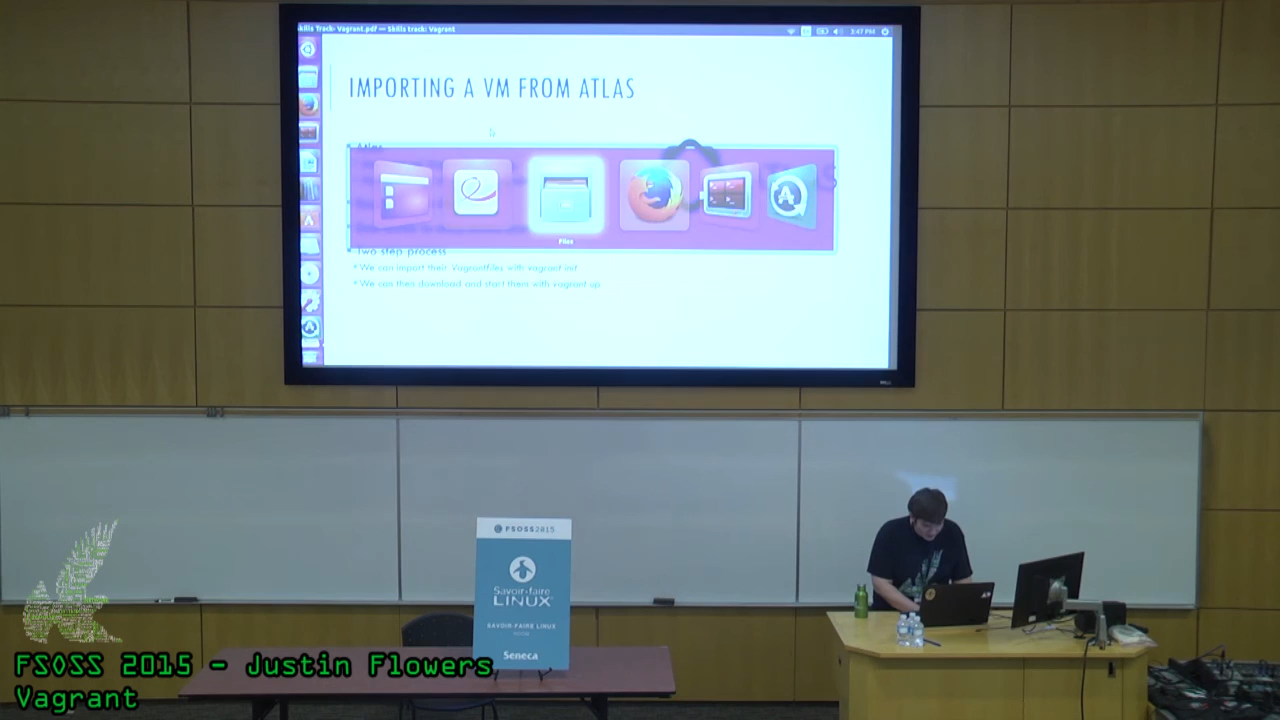 Skills Track- Vagrant.pdf — Skills track: Vagrant
3:47 PM
IMPORTING A VM FROM ATLAS
Atlas
Files
Two step process
* We can import their Vagrantfiles with vagrant init
* We can then download and start them with vagrant up
FSOSS2015
Savoir-faire
LINUX
SAVOIR-FAIRE LINUX
Seneca
FSOSS 2015 - Justin Flowers
Vagrant